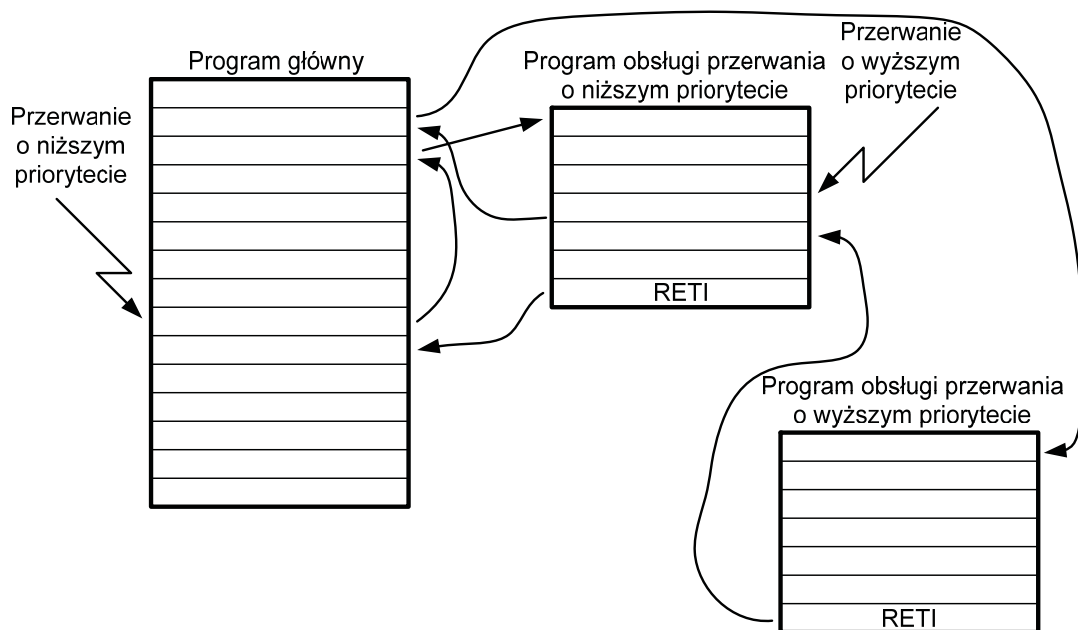 Program główny
Przerwanie
o niższym
priorytecie
Program obsługi przerwania
o niższym priorytecie
Przerwanie
o wyższym
priorytecie
RETI
Program obsługi przerwania
o wyższym priorytecie
RETI